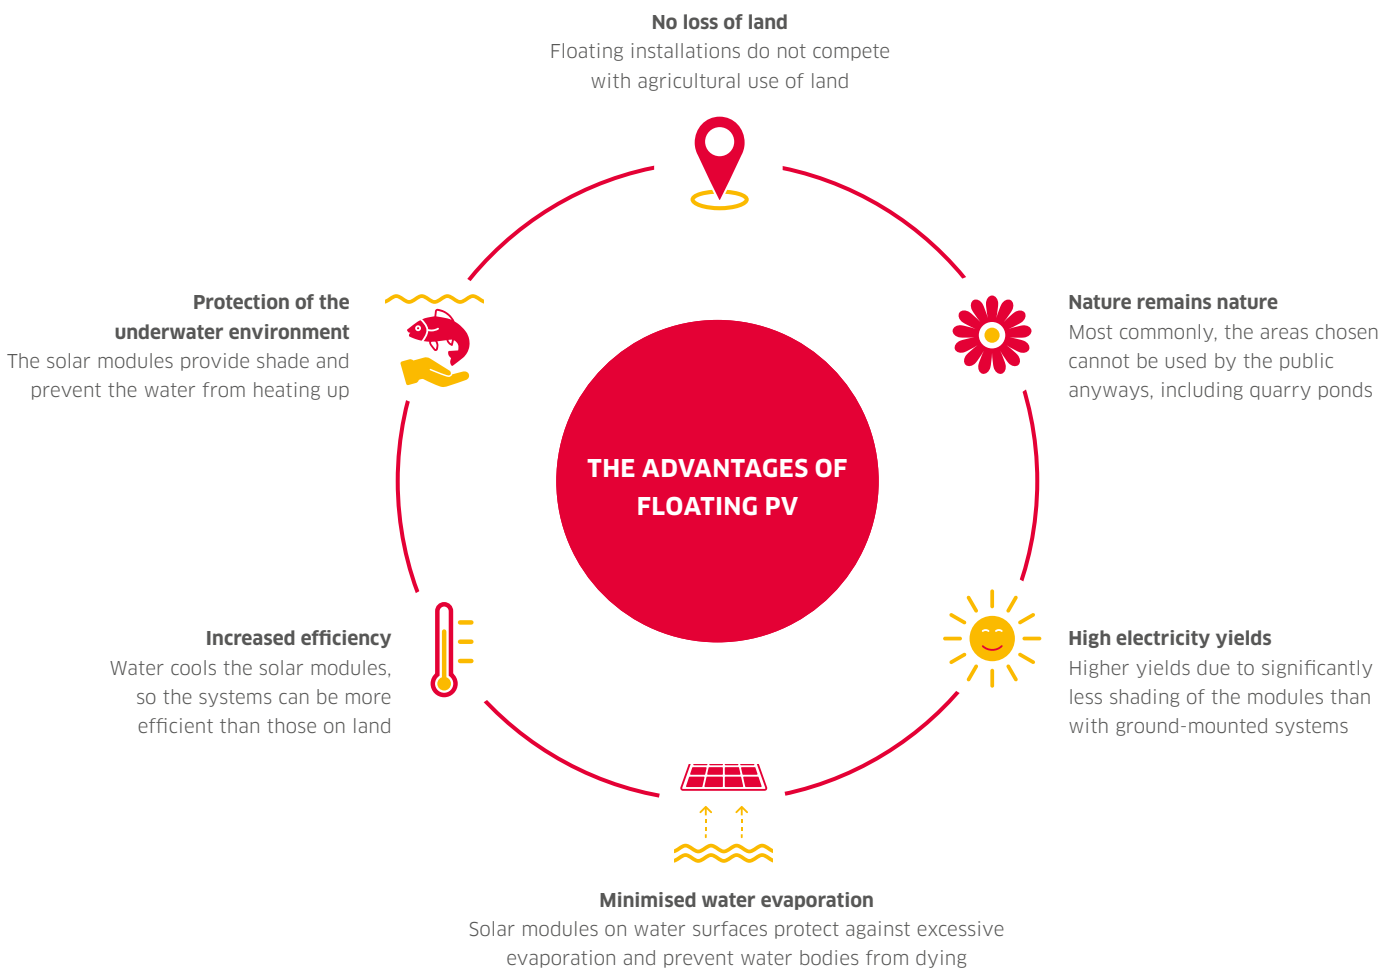 No loss of land
Floating installations do not compete
with agricultural use of land
Protection of the
underwater environment
The solar modules provide shade and
prevent the water from heating up
Nature remains nature
Most commonly, the areas chosen
cannot be used by the public
anyways, including quarry ponds
THE ADVANTAGES OF
FLOATING PV
Increased efficiency
Water cools the solar modules,
so the systems can be more
efficient than those on land
High electricity yields
Higher yields due to significantly
less shading of the modules than
with ground-mounted systems
Minimised water evaporation
Solar modules on water surfaces protect against excessive
evaporation and prevent water bodies from dying